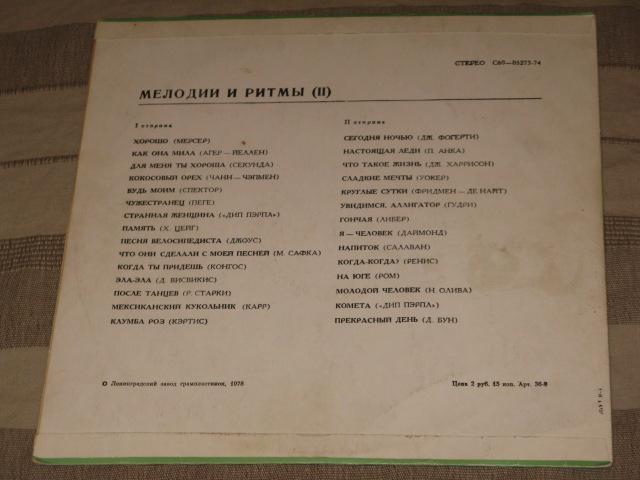 СТЕРЕО С60—05273-74
МЕЛОДИИ И РИТМЫ (II)
I сторона
ХОРОШО (МЕРСЕР)
КАК ОНА МИЛА (АГЕР — ЙЕЛЛЕН)
ДЛЯ МЕНЯ ТЫ ХОРОША (СЕКУНДА)
КОКОСОВЫЙ ОРЕХ (ЧАНН — ЧЭПМЕН)
БУДЬ МОИМ (СПЕКТОР)
ЧУЖЕСТРАНЕЦ (ПЕГЕ)
СТРАННАЯ ЖЕНЩИНА («ДИП ПЭРПЛ»)
ПАМЯТЬ (Х. ЦЕЙГ)
ПЕСНЯ ВЕЛОСИПЕДИСТА (ДЖОУС)
ЧТО ОНИ СДЕЛАЛИ С МОЕЙ ПЕСНЕЙ (М. САФКА)
КОГДА ТЫ ПРИДЕШЬ (КОНГОС)
ЭЛА-ЭЛА (Д. ВИСВИКИС)
ПОСЛЕ ТАНЦЕВ (Р. СТАРКИ)
МЕКСИКАНСКИЙ КУКОЛЬНИК (КАРР)
КЛУМБА РОЗ (КЭРТИС)
II сторона
СЕГОДНЯ НОЧЬЮ (ДЖ. ФОГЕРТИ)
НАСТОЯЩАЯ ЛЕДИ (П. АНКА)
ЧТО ТАКОЕ ЖИЗНЬ (ДЖ. ХАРРИСОН)
СЛАДКИЕ МЕЧТЫ (УОКЕР)
КРУГЛЫЕ СУТКИ (ФРИДМЕН — ДЕ НАЙТ)
УВИДИМСЯ, АЛЛИГАТОР (ГУДРИ)
ГОНЧАЯ (ЛИБЕР)
Я — ЧЕЛОВЕК (ДАЙМОНД)
НАПИТОК (САЛАВАН)
КОГДА-КОГДА? (РЕНИС)
НА ЮГЕ (РОМ)
МОЛОДОЙ ЧЕЛОВЕК (Н. ОЛИВА)
КОМЕТА («ДИП ПЭРПЛ»)
ПРЕКРАСНЫЙ ДЕНЬ (Д. БУН)
© Ленинградский завод грампластинок, 1978
Цена 2 руб. 15 коп. Арт. 36-8